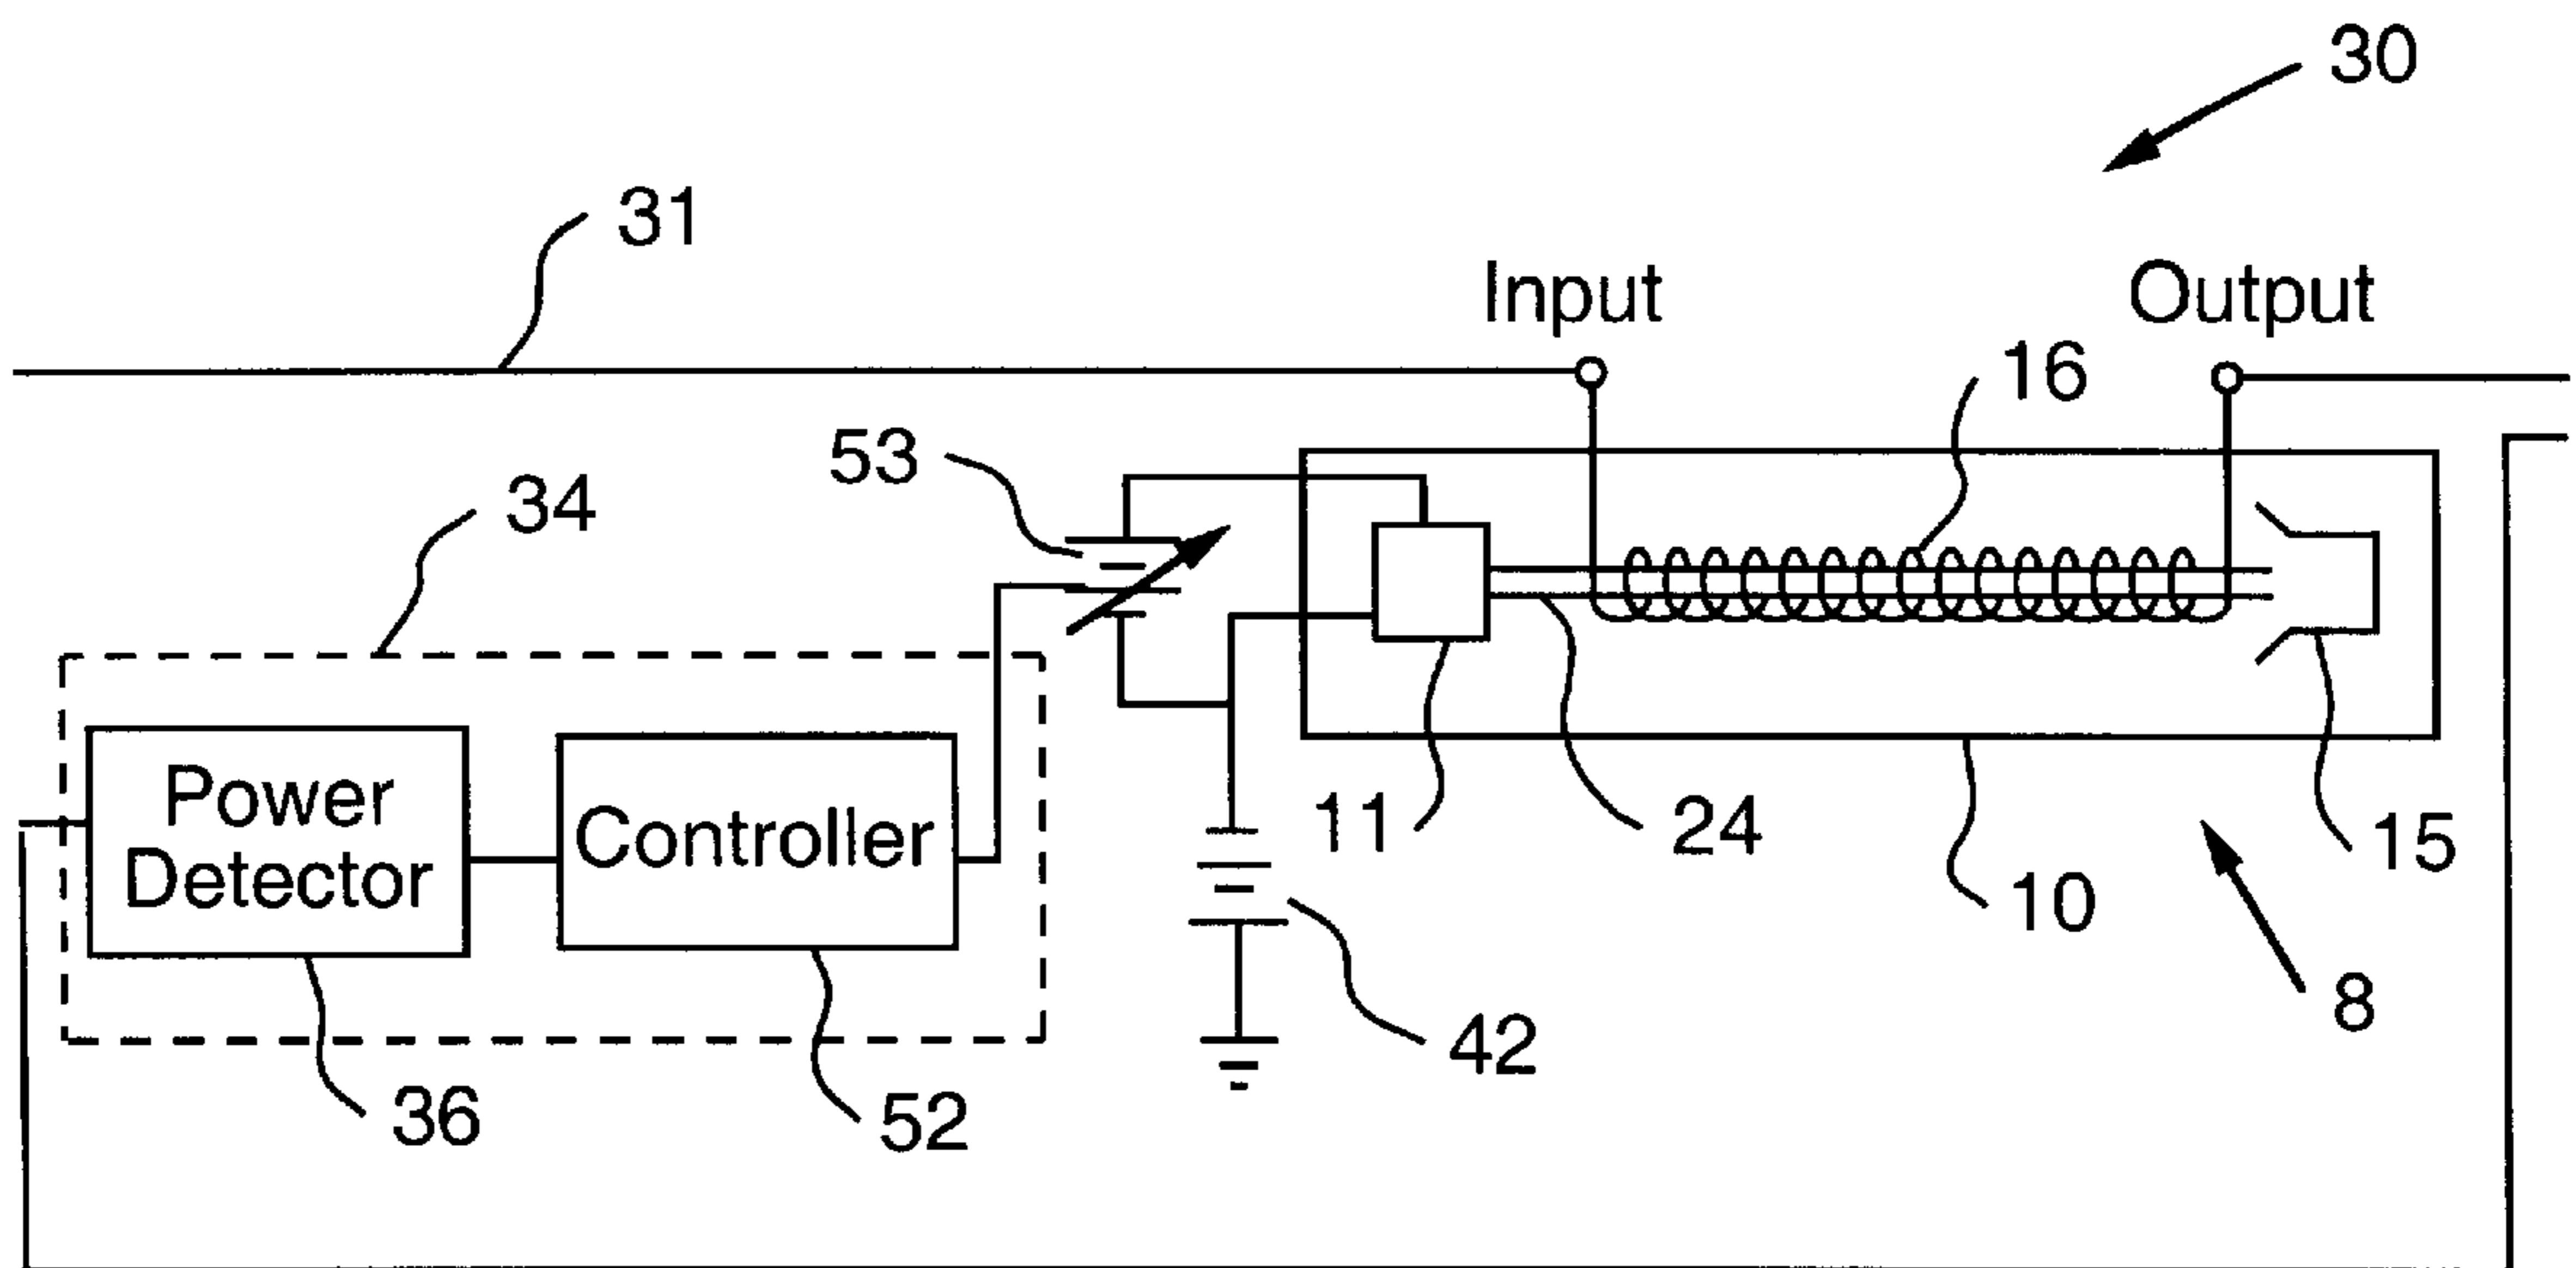 30
31
Input
Output
16
53
34
Power
Detector
Controller
11
24
15
10
8
42
36
52